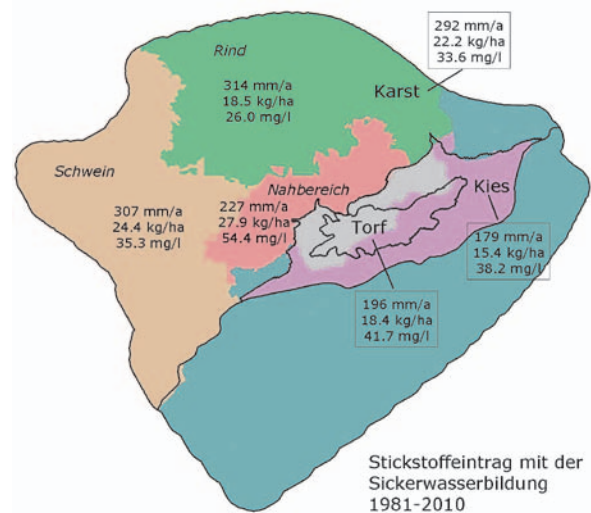 292 mm/a
22.2 kg/ha
33.6 mg/l
Rind
314 mm/a
18.5 kg/ha
26.0 mg/l
Karst
Schwein
307 mm/a
24.4 kg/ha
35.3 mg/l
Nahbereich
227 mm/a
27.9 kg/ha
54.4 mg/l
Torf
Kies
179 mm/a
15.4 kg/ha
38.2 mg/l
196 mm/a
18.4 kg/ha
41.7 mg/l
Stickstoffeintrag mit der
Sickerwasserbildung
1981-2010